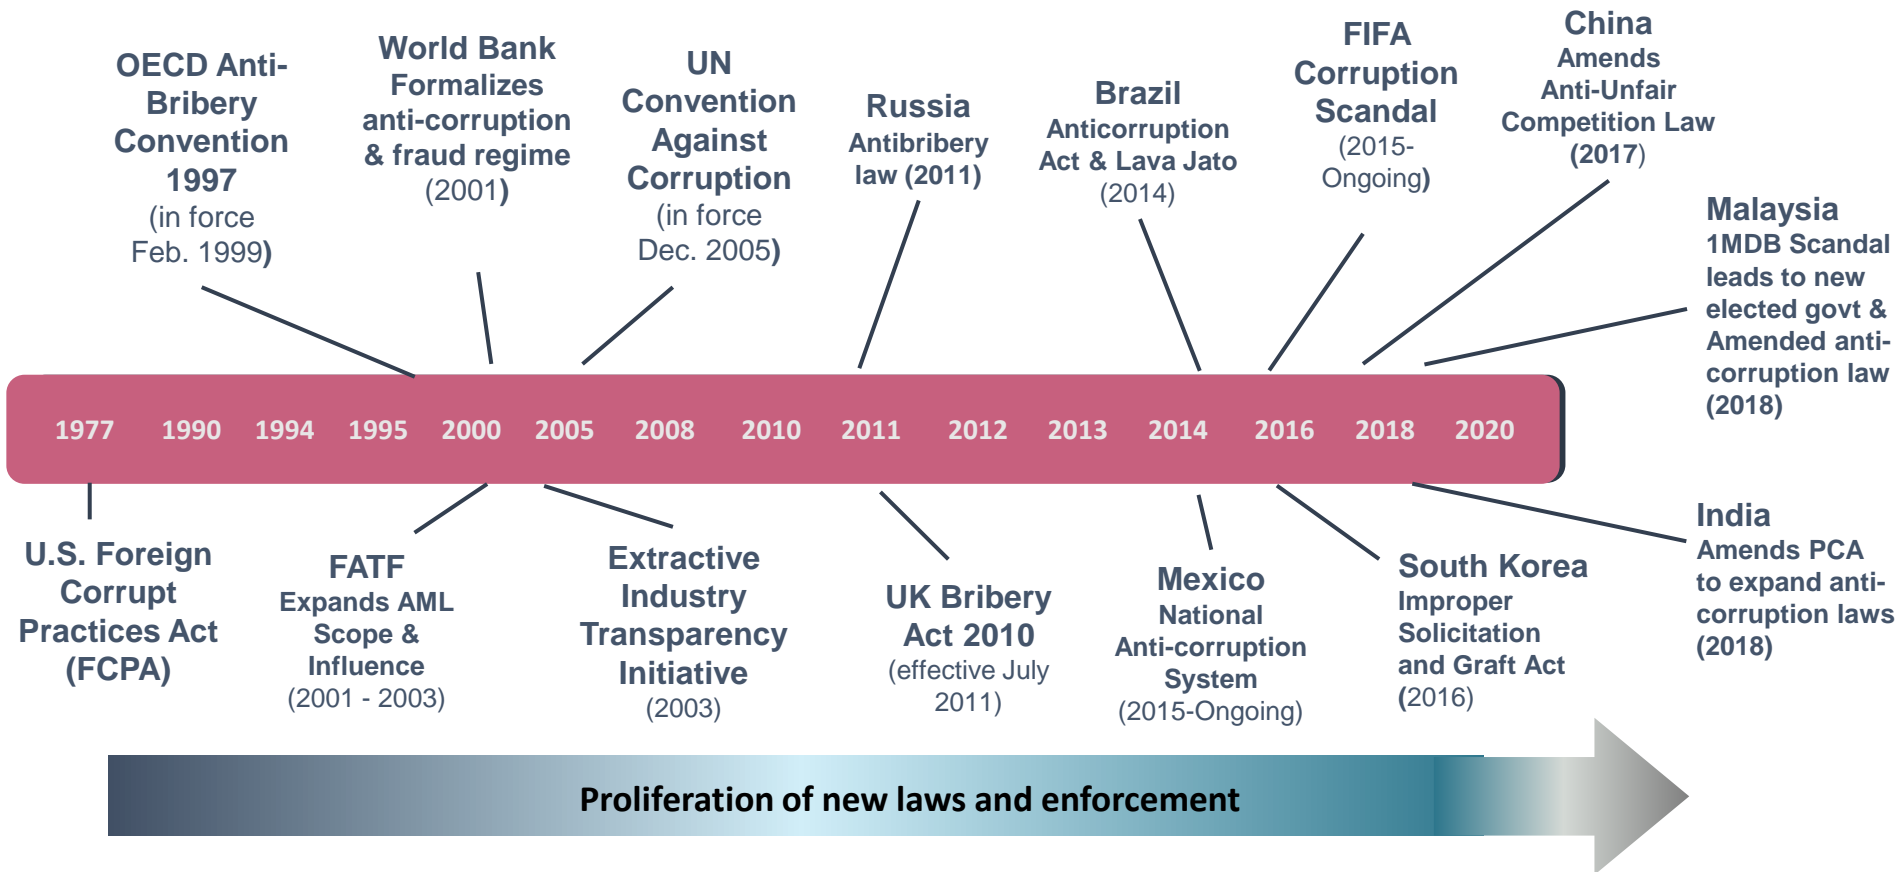 OECD Anti-
Bribery
Convention
1997
(in force
Feb. 1999)
World Bank
Formalizes
anti-corruption
& fraud regime
(2001)
UN
Convention
Against
Corruption
(in force
Dec. 2005)
Russia
Antibribery
law (2011)
Brazil
Anticorruption
Act & Lava Jato
(2014)
FIFA
Corruption
Scandal
(2015-
Ongoing)
China
Amends
Anti-Unfair
Competition Law
(2017)
Malaysia
1MDB Scandal
leads to new
elected govt &
Amended anti-
corruption law
(2018)
1977 1990 1994 1995 2000 2005 2008 2010 2011 2012 2013 2014 2016 2018 2020
U.S. Foreign
Corrupt
Practices Act
(FCPA)
FATF
Expands AML
Scope &
Influence
(2001 - 2003)
Extractive
Industry
Transparency
Initiative
(2003)
UK Bribery
Act 2010
(effective July
2011)
Mexico
National
Anti-corruption
System
(2015-Ongoing)
South Korea
Improper
Solicitation
and Graft Act
(2016)
India
Amends PCA
to expand anti-
corruption laws
(2018)
Proliferation of new laws and enforcement